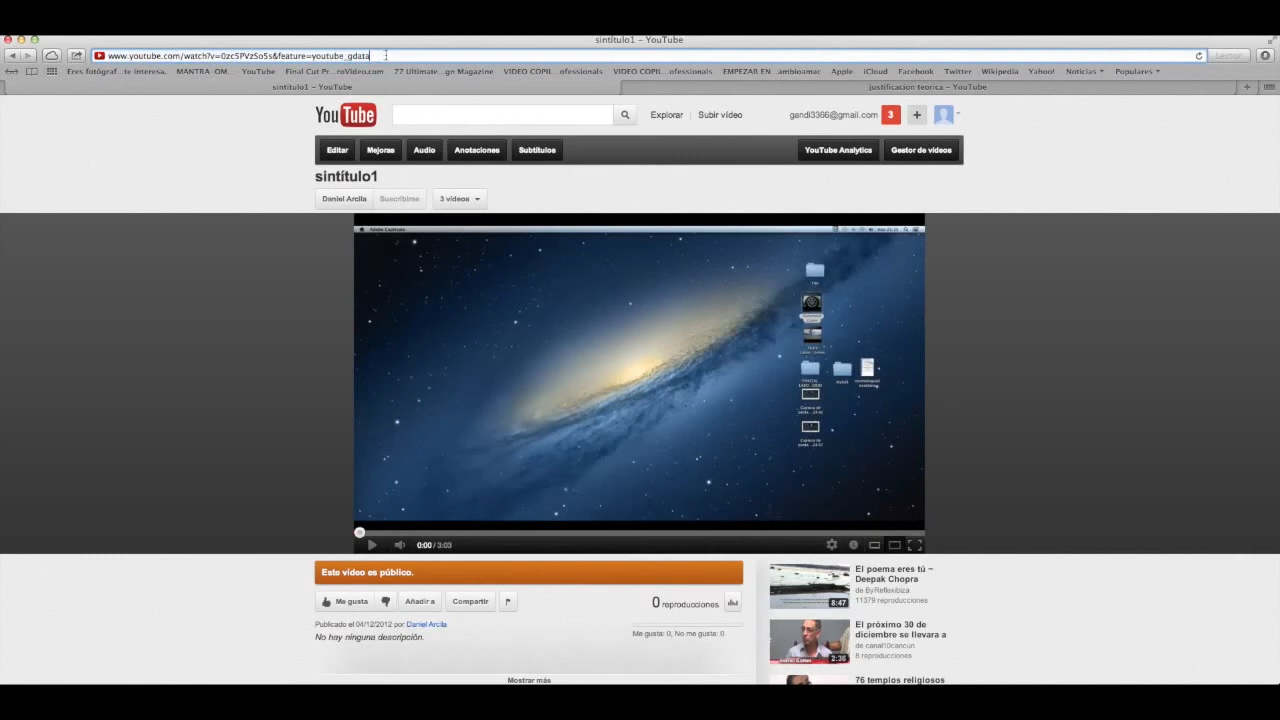 sintítulo1 – YouTube
www.youtube.com/watch?v=0zc5PVzSo5s&feature=youtube_gdata
Lector
Eres fotógraf...te interesa. MANTRA-OM... YouTube Final Cut Pr...roVideo.com 77 Ultimate...gn Magazine VIDEO COPIL...ofessionals VIDEO COPIL...ofessionals EMPEZAR EN ...ambioamac Apple iCloud Facebook Twitter Wikipedia Yahoo! Noticias Populares
sintítulo1 – YouTube justificacion teorica – YouTube
YouTube Explorar Subir vídeo gandi3366@gmail.com 3
Editar Mejoras Audio Anotaciones Subtítulos YouTube Analytics Gestor de vídeos
sintítulo1
Daniel Arcila Suscribirse 3 vídeos
Adobe Captivate
0:00 / 3:03
Este vídeo es público.
Me gusta Añadir a Compartir 0 reproducciones
Publicado el 04/12/2012 por Daniel Arcila
Me gusta: 0, No me gusta: 0
No hay ninguna descripción.
Mostrar más
8:47
El poema eres tú ~
Deepak Chopra
de ByReflexibiza
11379 reproducciones
2:36
El próximo 30 de
diciembre se llevara a
de canal10cancun
8 reproducciones
76 templos religiosos